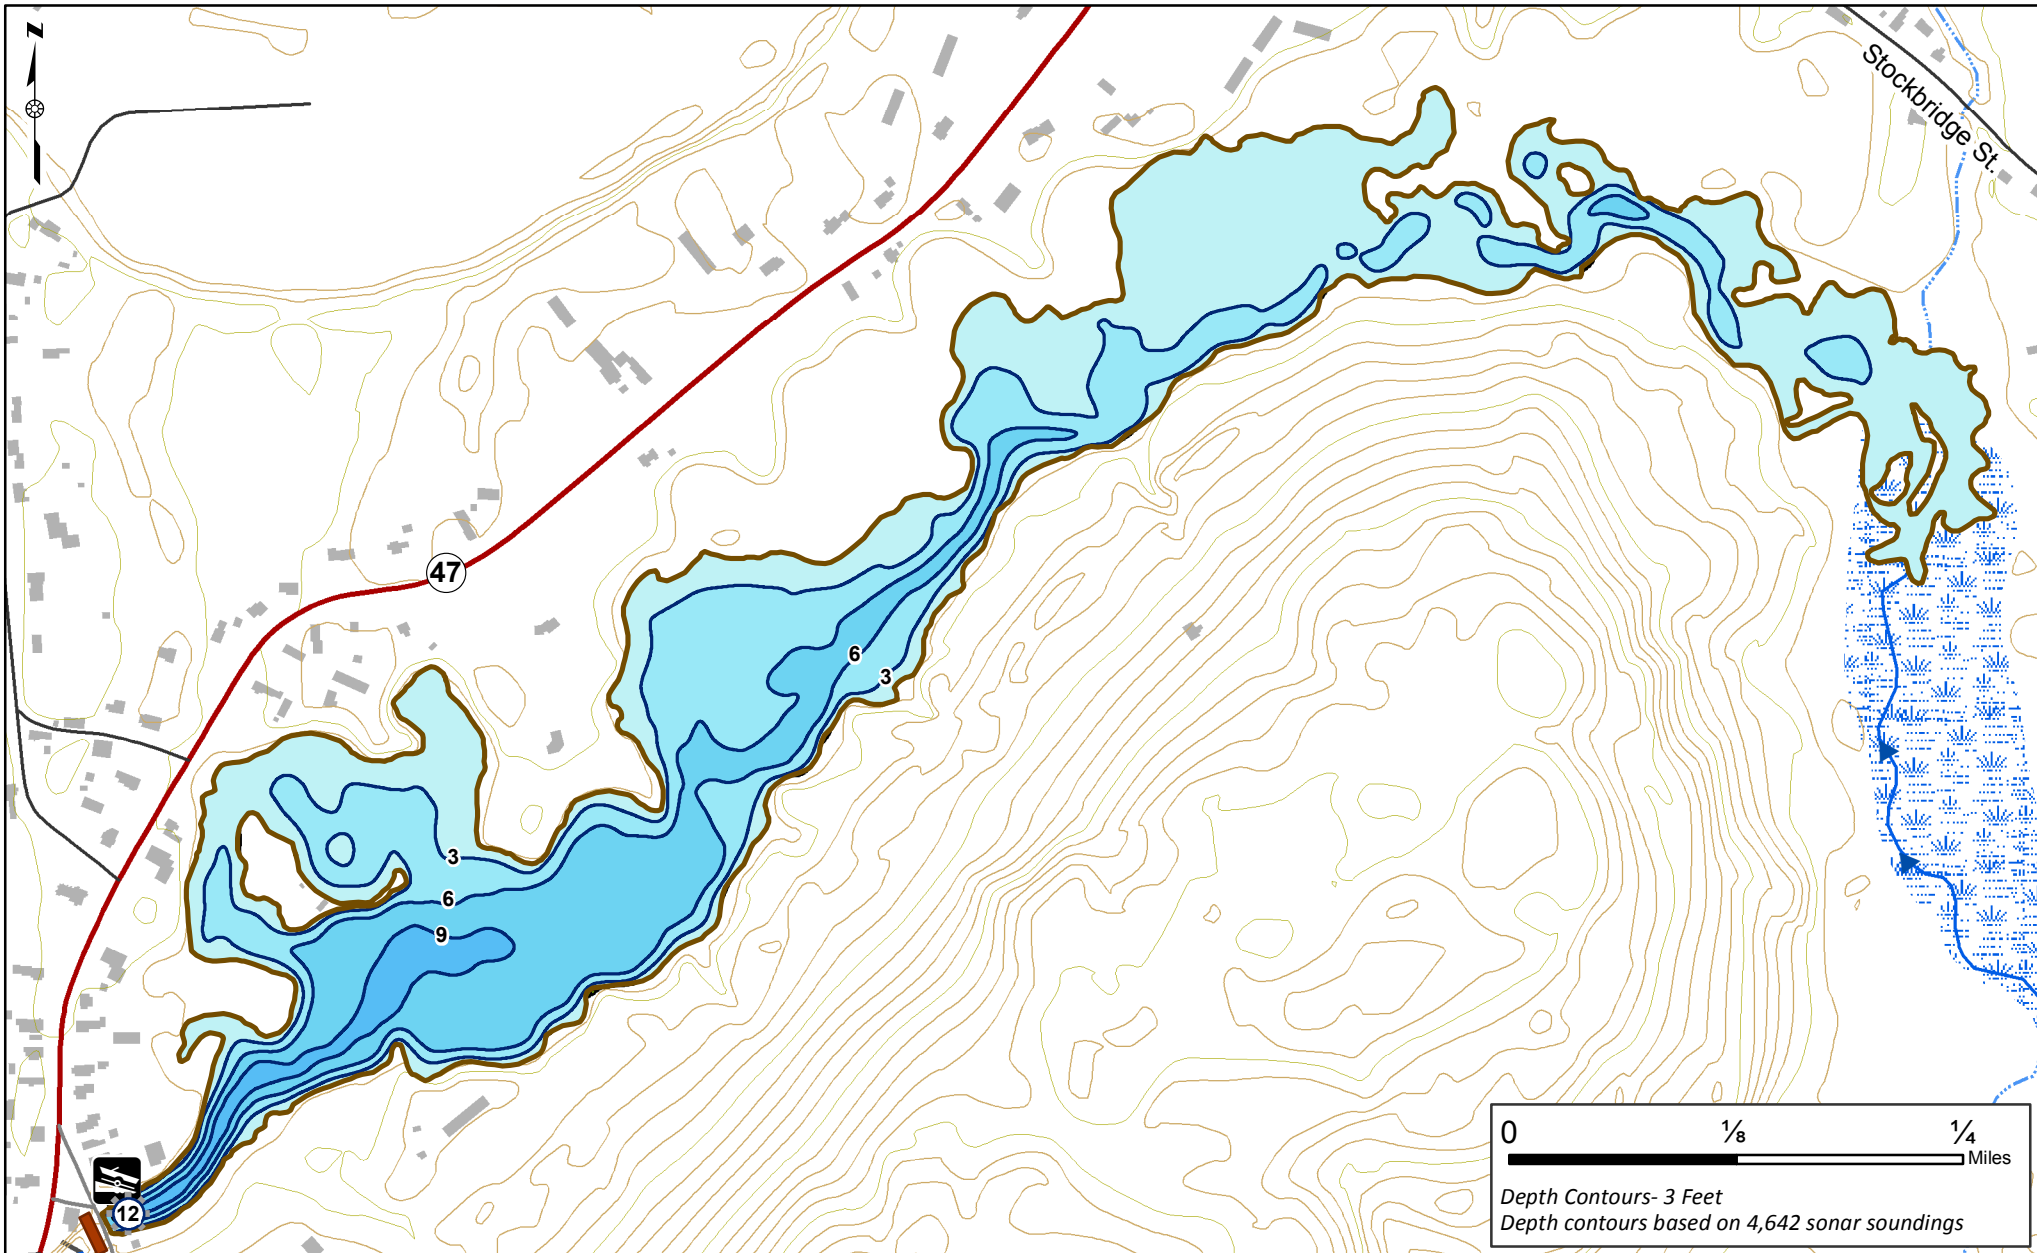 N
Stockbridge St.
47
6
3
3
6
9
12
0 ⅛ ¼
Miles
Depth Contours- 3 Feet
Depth contours based on 4,642 sonar soundings